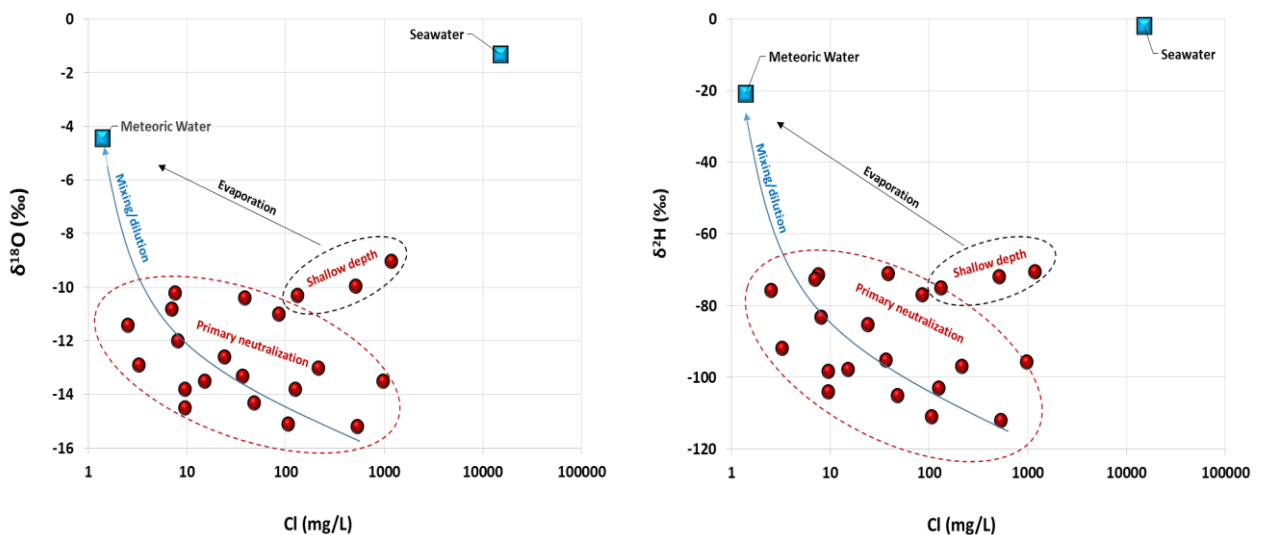 0
-2
-4
-6
-8
-10
-12
-14
-16
δ¹⁸O (‰)
Seawater
Meteoric Water
Mixing/dilution
Evaporation
Shallow depth
Primary neutralization
1
10
100
1000
10000
100000
Cl (mg/L)
0
-20
-40
-60
-80
-100
-120
δ²H (‰)
Seawater
Meteoric Water
Mixing/dilution
Evaporation
Shallow depth
Primary neutralization
1
10
100
1000
10000
100000
Cl (mg/L)